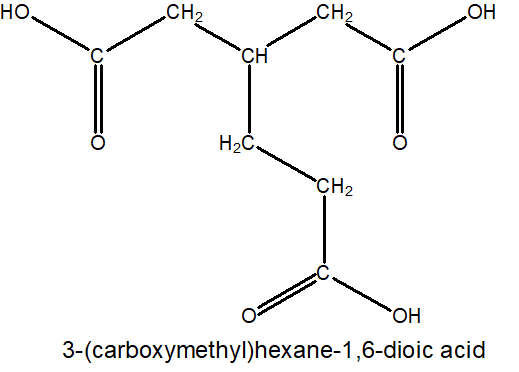 HO CH2 CH2 OH
C CH C
O H2C O
CH2
C
O OH
3-(carboxymethyl)hexane-1,6-dioic acid